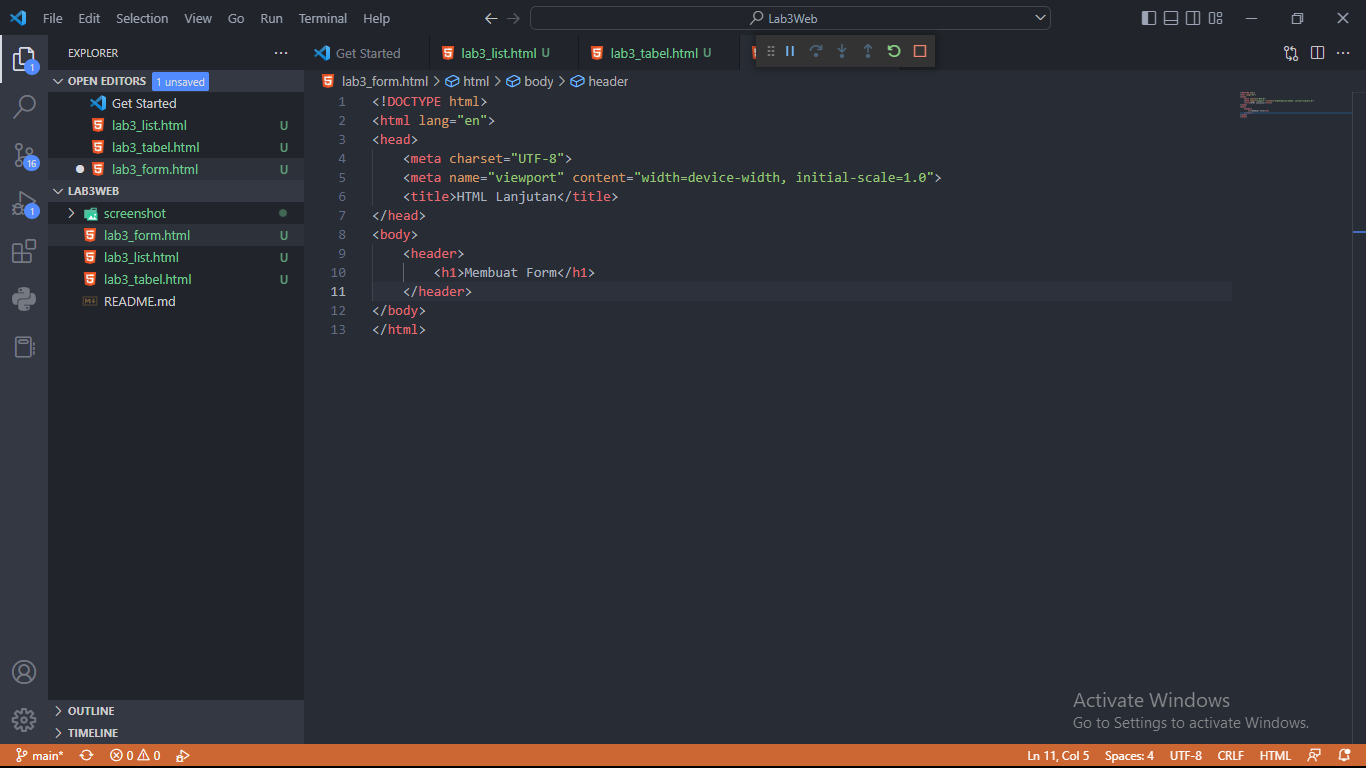 File Edit Selection View Go Run Terminal Help
Lab3Web
EXPLORER
OPEN EDITORS 1 unsaved
Get Started
lab3_list.html U
lab3_tabel.html U
lab3_form.html U
LAB3WEB
screenshot
lab3_form.html U
lab3_list.html U
lab3_tabel.html U
README.md
OUTLINE
TIMELINE
1
16
1
Get Started lab3_list.html U lab3_tabel.html U
lab3_form.html > html > body > header
1 <!DOCTYPE html>
2 <html lang="en">
3 <head>
4 <meta charset="UTF-8">
5 <meta name="viewport" content="width=device-width, initial-scale=1.0">
6 <title>HTML Lanjutan</title>
7 </head>
8 <body>
9 <header>
10 <h1>Membuat Form</h1>
11 </header>
12 </body>
13 </html>
Activate Windows
Go to Settings to activate Windows.
main* 0 0 Ln 11, Col 5 Spaces: 4 UTF-8 CRLF HTML